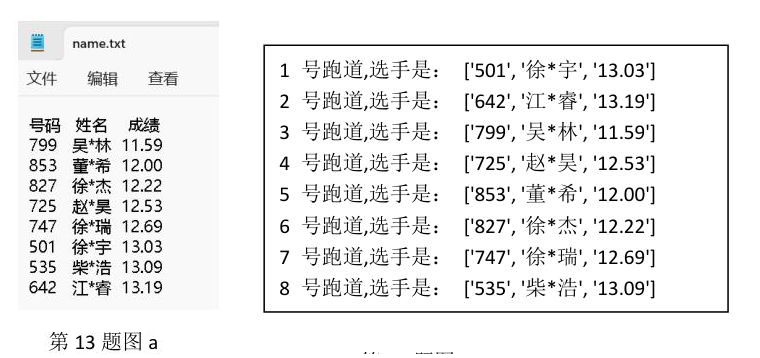 name.txt
文件 编辑 查看
号码 姓名 成绩
799 吴*林 11.59
853 董*希 12.00
827 徐*杰 12.22
725 赵*昊 12.53
747 徐*瑞 12.69
501 徐*宇 13.03
535 柴*浩 13.09
642 江*睿 13.19
第 13 题图 a
1 号跑道,选手是： ['501', '徐*宇', '13.03']
2 号跑道,选手是： ['642', '江*睿', '13.19']
3 号跑道,选手是： ['799', '吴*林', '11.59']
4 号跑道,选手是： ['725', '赵*昊', '12.53']
5 号跑道,选手是： ['853', '董*希', '12.00']
6 号跑道,选手是： ['827', '徐*杰', '12.22']
7 号跑道,选手是： ['747', '徐*瑞', '12.69']
8 号跑道,选手是： ['535', '柴*浩', '13.09']